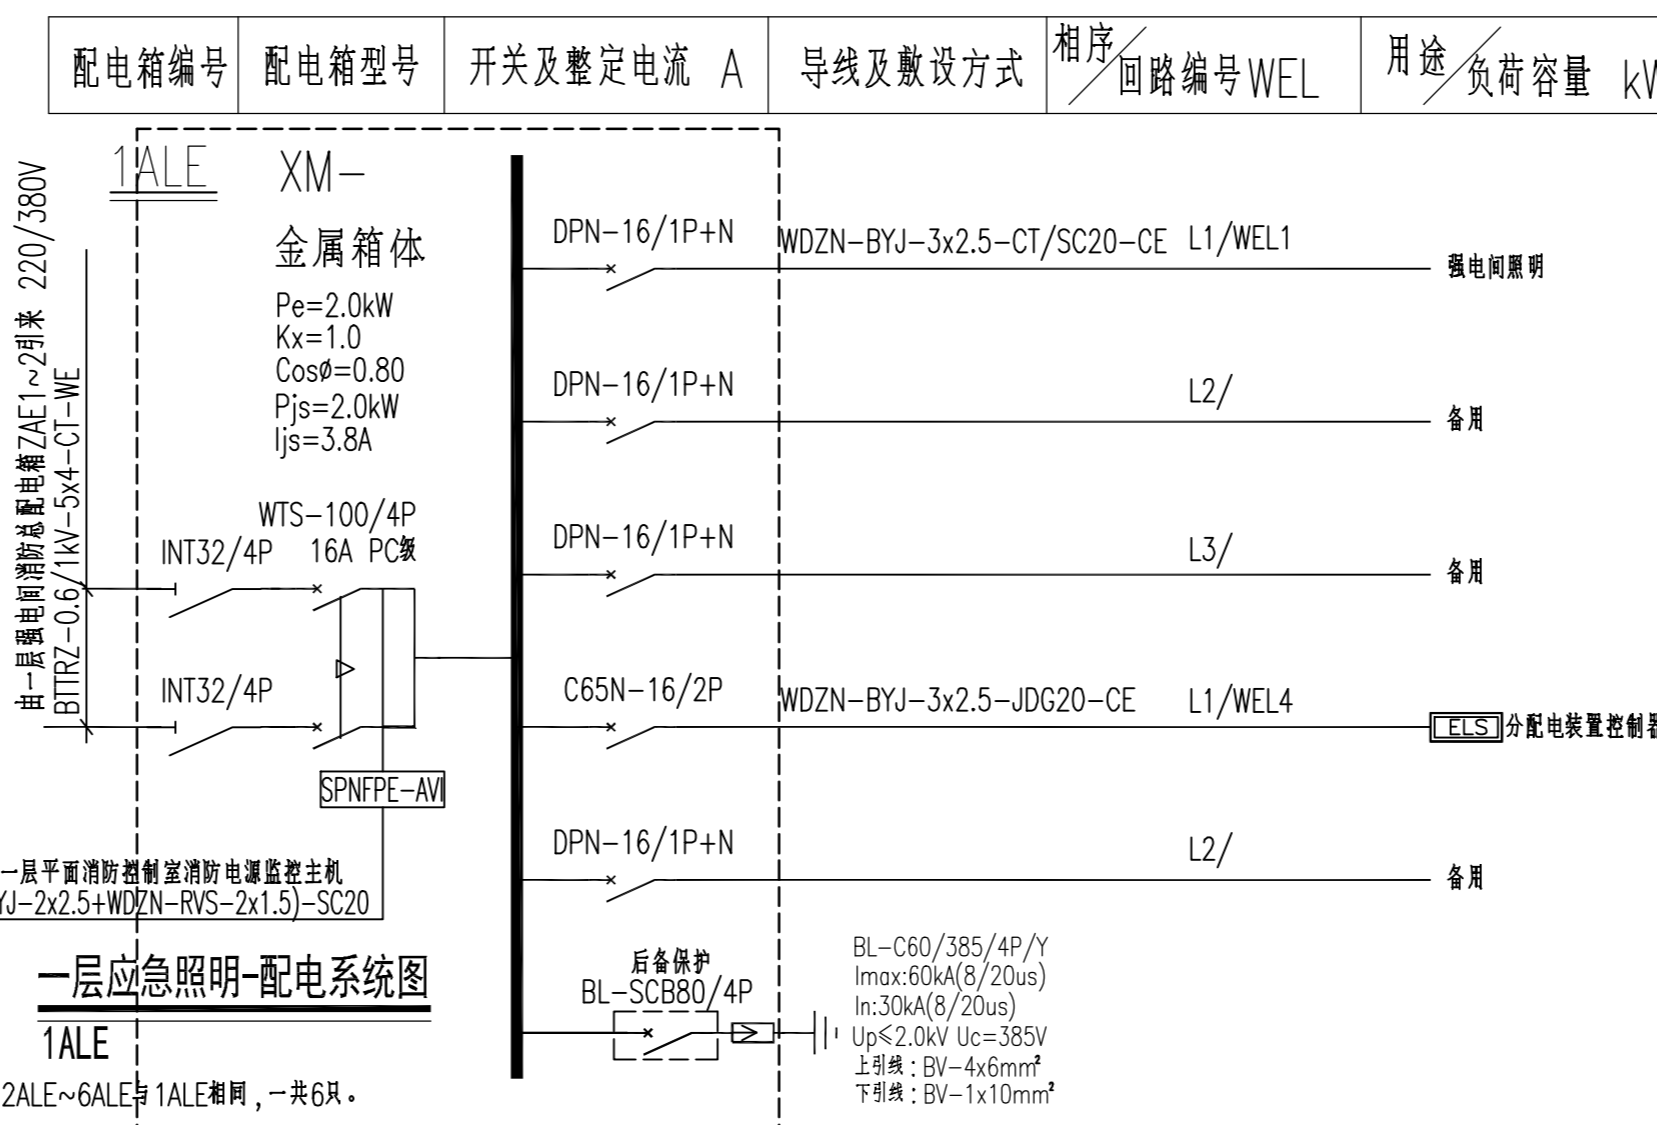 配电箱编号 配电箱型号 开关及整定电流 A 导线及敷设方式 相序/回路编号WEL 用途/负荷容量 kW
1ALE XM-
金属箱体
Pe=2.0kW
Kx=1.0
Cosø=0.80
Pjs=2.0kW
Ijs=3.8A
由一层强电间消防总配电箱ZAE1~2引来 220/380V
BTTRZ-0.6/1kV-5x4-CT-WE
WTS-100/4P
INT32/4P 16A PC级
INT32/4P
SPNFPE-AVI
DPN-16/1P+N WDZN-BYJ-3x2.5-CT/SC20-CE L1/WEL1 强电间照明
DPN-16/1P+N L2/ 备用
DPN-16/1P+N L3/ 备用
C65N-16/2P WDZN-BYJ-3x2.5-JDG20-CE L1/WEL4 ELS 分配电装置控制器
DPN-16/1P+N L2/ 备用
一层平面消防控制室消防电源监控主机
YJ-2x2.5+WDZN-RVS-2x1.5)-SC20
后备保护
BL-SCB80/4P
BL-C60/385/4P/Y
Imax:60kA(8/20us)
In:30kA(8/20us)
Up≤2.0kV Uc=385V
上引线：BV-4x6mm²
下引线：BV-1x10mm²
一层应急照明-配电系统图
1ALE
2ALE~6ALE与1ALE相同，一共6只。